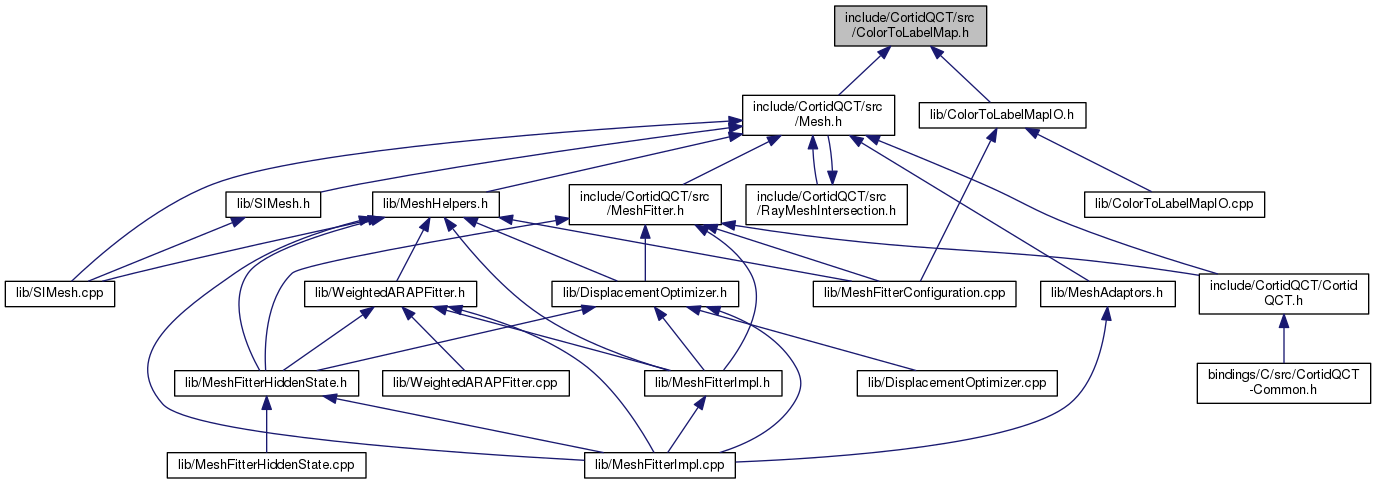 include/CortidQCT/src
/ColorToLabelMap.h
include/CortidQCT/src
/Mesh.h
lib/ColorToLabelMapIO.h
lib/SIMesh.h
lib/MeshHelpers.h
include/CortidQCT/src
/MeshFitter.h
include/CortidQCT/src
/RayMeshIntersection.h
lib/ColorToLabelMapIO.cpp
lib/SIMesh.cpp
lib/WeightedARAPFitter.h
lib/DisplacementOptimizer.h
lib/MeshFitterConfiguration.cpp
lib/MeshAdaptors.h
include/CortidQCT/Cortid
QCT.h
lib/MeshFitterHiddenState.h
lib/WeightedARAPFitter.cpp
lib/MeshFitterImpl.h
lib/DisplacementOptimizer.cpp
bindings/C/src/CortidQCT
-Common.h
lib/MeshFitterHiddenState.cpp
lib/MeshFitterImpl.cpp